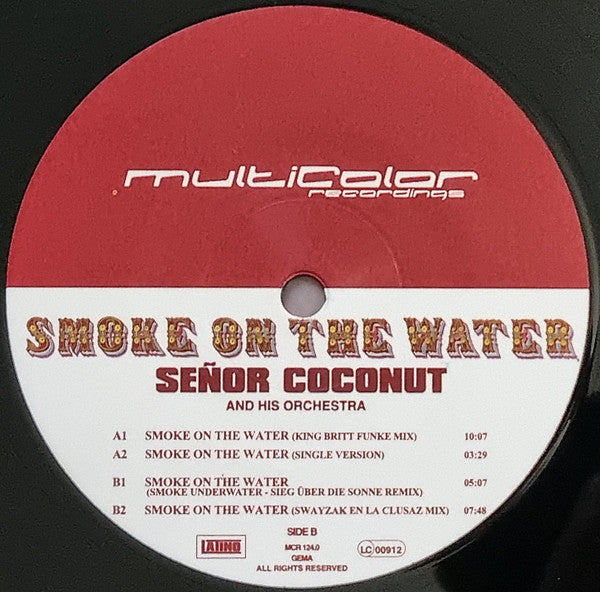 multicolor
recordings
SMOKE ON THE WATER
SEÑOR COCONUT
AND HIS ORCHESTRA
A1 SMOKE ON THE WATER (KING BRITT FUNKE MIX) 10:07
A2 SMOKE ON THE WATER (SINGLE VERSION) 03:29
B1 SMOKE ON THE WATER 05:07
(SMOKE UNDERWATER - SIEG ÜBER DIE SONNE REMIX)
B2 SMOKE ON THE WATER (SWAYZAK EN LA CLUSAZ MIX) 07:48
SIDE B
LATINO MCR 124.0 LC 00912
GEMA
ALL RIGHTS RESERVED